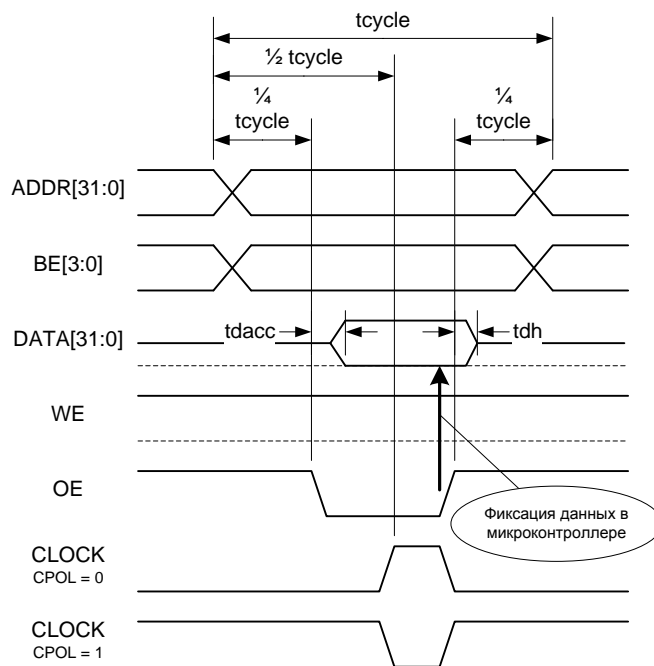 tcycle
½ tcycle
¼
tcycle
¼
tcycle
ADDR[31:0]
BE[3:0]
DATA[31:0]
tdacc
tdh
WE
OE
Фиксация данных в
микроконтроллере
CLOCK
CPOL = 0
CLOCK
CPOL = 1